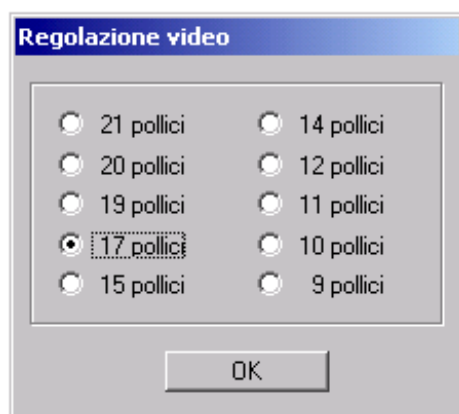 Regolazione video
21 pollici
20 pollici
19 pollici
17 pollici
15 pollici
14 pollici
12 pollici
11 pollici
10 pollici
9 pollici
OK